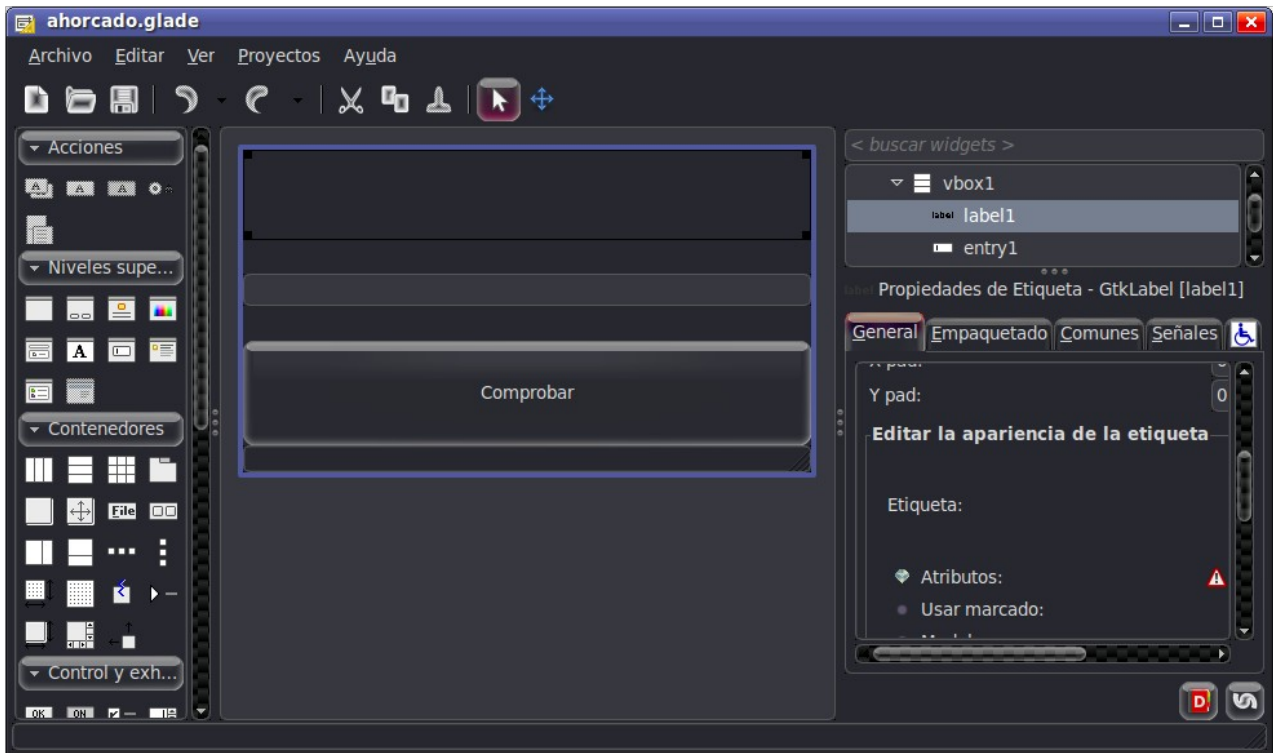 ahorcado.glade
Archivo Editar Ver Proyectos Ayuda
Acciones
Niveles supe...
Contenedores
File
Control y exh...
OK ON
Comprobar
< buscar widgets >
vbox1
label label1
entry1
label Propiedades de Etiqueta - GtkLabel [label1]
General Empaquetado Comunes Señales
Y pad: 0
Editar la apariencia de la etiqueta
Etiqueta:
Atributos:
Usar marcado: